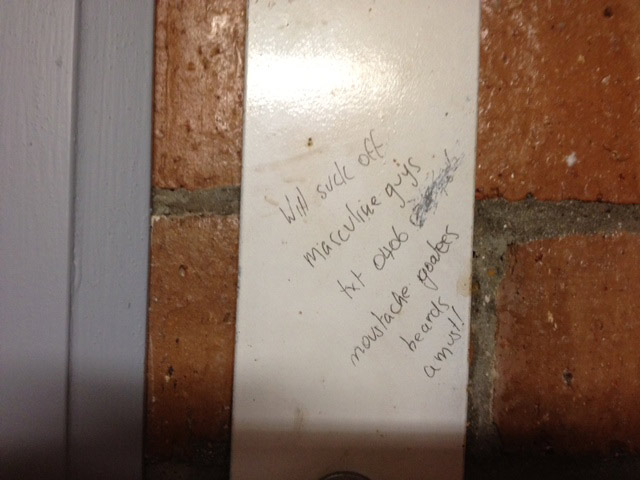 Will suck off
masculine guys
txt 0406
moustache goatees
beards
a must!!